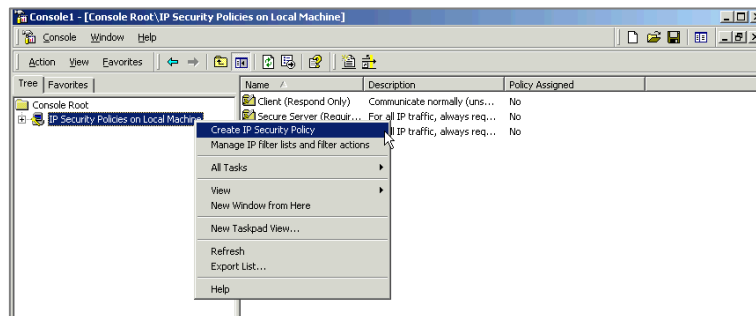 Console1 - [Console Root\IP Security Policies on Local Machine]
Console Window Help
Action View Favorites
Tree Favorites
Name Description Policy Assigned
Console Root
IP Security Policies on Local Machine
Client (Respond Only) Communicate normally (uns... No
Secure Server (Requir... For all IP traffic, always req... No
IP traffic, always req... No
Create IP Security Policy
Manage IP filter lists and filter actions
All Tasks
View
New Window from Here
New Taskpad View...
Refresh
Export List...
Help